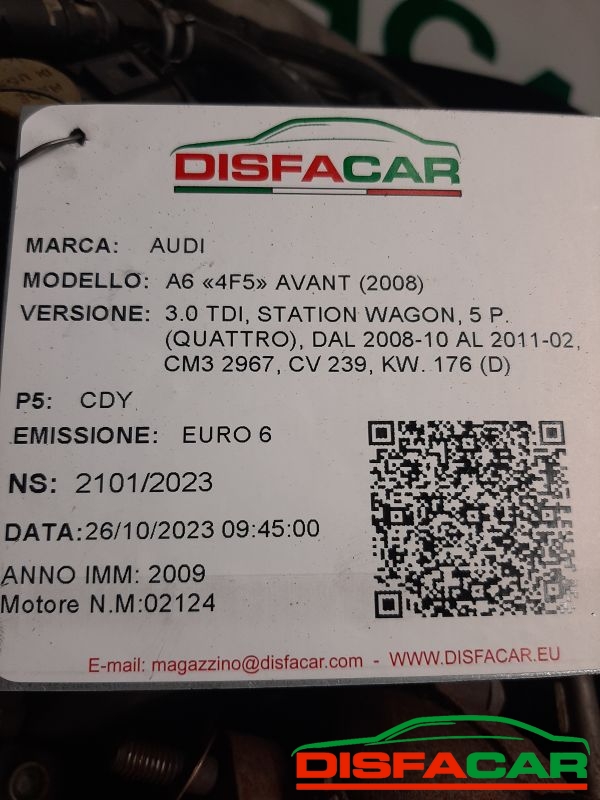 DISFACAR
MARCA: AUDI
MODELLO: A6 «4F5» AVANT (2008)
VERSIONE: 3.0 TDI, STATION WAGON, 5 P.
(QUATTRO), DAL 2008-10 AL 2011-02,
CM3 2967, CV 239, KW. 176 (D)
P5: CDY
EMISSIONE: EURO 6
NS: 2101/2023
DATA:26/10/2023 09:45:00
ANNO IMM: 2009
Motore N.M:02124
E-mail: magazzino@disfacar.com - WWW.DISFACAR.EU
DISFACAR